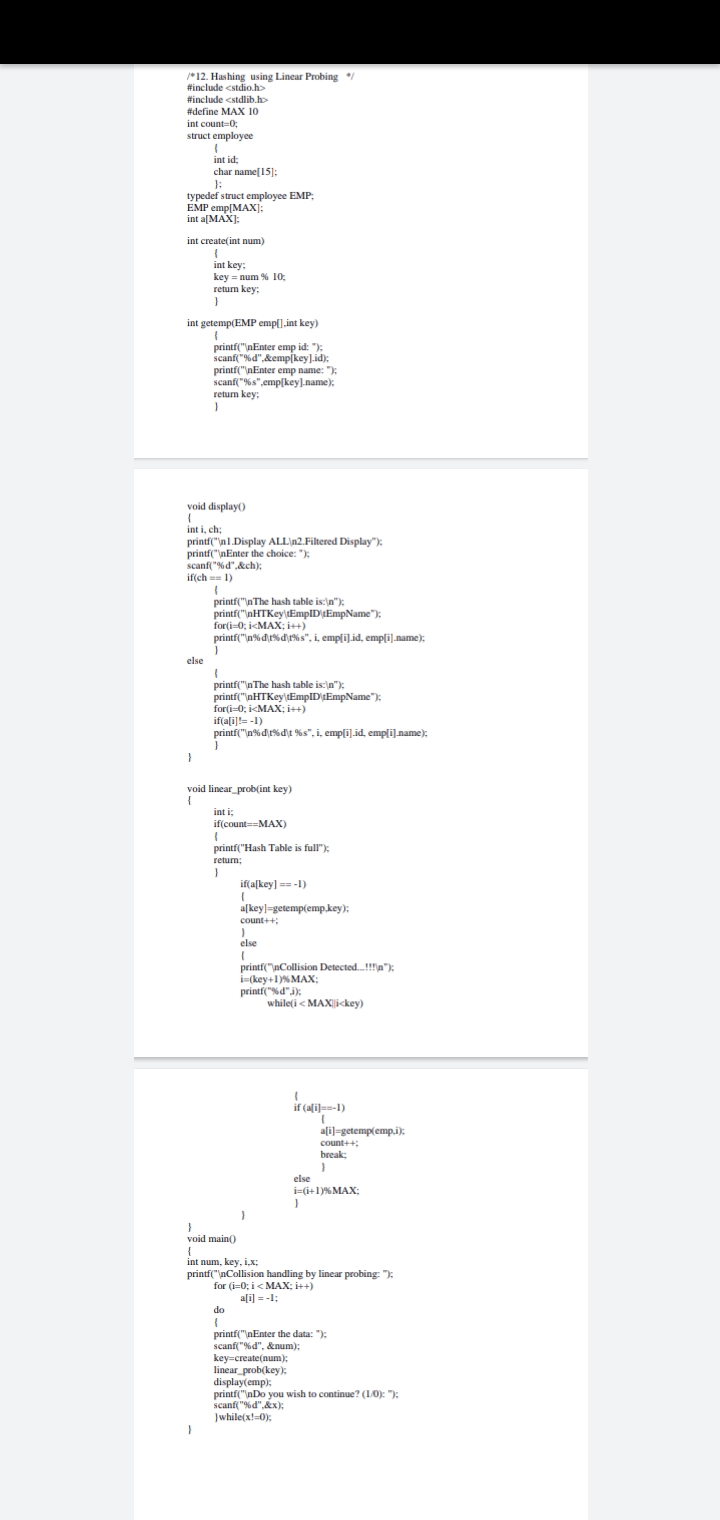 /*12. Hashing  using Linear Probing   */
#include <stdio.h>
#include <stdlib.h>
#define MAX 10
int count=0;
struct employee
{
int id;
char name[15];
};
typedef struct employee EMP;
EMP emp[MAX];
int a[MAX];
int create(int num)
{
int key;
key = num % 10;
return key;
}
int getemp(EMP emp[],int key)
{
printf("\nEnter emp id: ");
scanf("%d",&emp[key].id);
printf("\nEnter emp name: ");
scanf("%s",emp[key].name);
return key;
}
void display()
{
int i, ch;
printf("\n1.Display ALL\n2.Filtered Display");
printf("\nEnter the choice: ");
scanf("%d",&ch);
if(ch == 1)
{
printf("\nThe hash table is:\n");
printf("\nHTKey\tEmpID\tEmpName");
for(i=0; i<MAX; i++)
printf("\n%d\t%d\t%s", i, emp[i].id, emp[i].name);
}
else
{
printf("\nThe hash table is:\n");
printf("\nHTKey\tEmpID\tEmpName");
for(i=0; i<MAX; i++)
if(a[i]!= -1)
printf("\n%d\t%d\t %s", i, emp[i].id, emp[i].name);
}
}
void linear_prob(int key)
{
int i;
if(count==MAX)
{
printf("Hash Table is full");
return;
}
if(a[key] == -1)
{
a[key]=getemp(emp,key);
count++;
}
else
{
printf("\nCollision Detected...!!!\n");
i=(key+1)%MAX;
printf("%d",i);
while(i < MAX||i<key)
{
if (a[i]==-1)
{
a[i]=getemp(emp,i);
count++;
break;
}
else
i=(i+1)%MAX;
}
}
}
void main()
{
int num, key, i,x;
printf("\nCollision handling by linear probing: ");
for (i=0; i < MAX; i++)
a[i] = -1;
do
{
printf("\nEnter the data: ");
scanf("%d", &num);
key=create(num);
linear_prob(key);
display(emp);
printf("\nDo you wish to continue? (1/0): ");
scanf("%d",&x);
}while(x!=0);
}